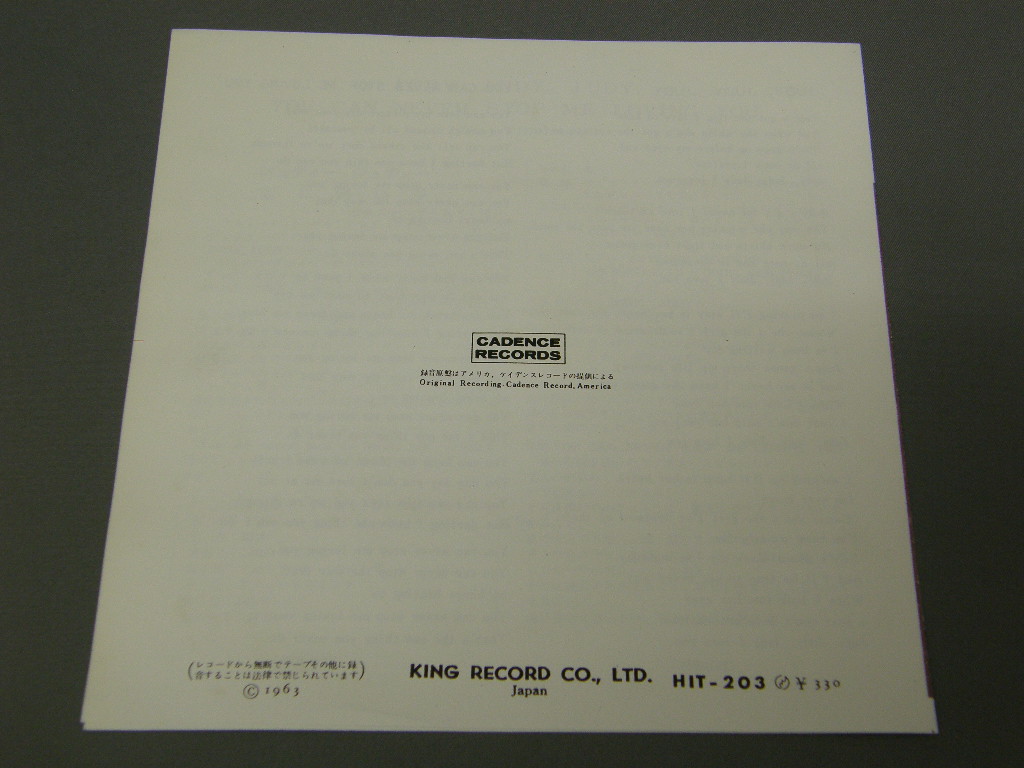 CADENCE
RECORDS
録音原盤はアメリカ、ケイデンスレコードの提供による
Original Recording. Cadence Record, America
(レコードから無断でテープその他に録
音することは法律で禁じられています)
© 1963
KING RECORD CO., LTD.
Japan
HIT-203 ¥ 330